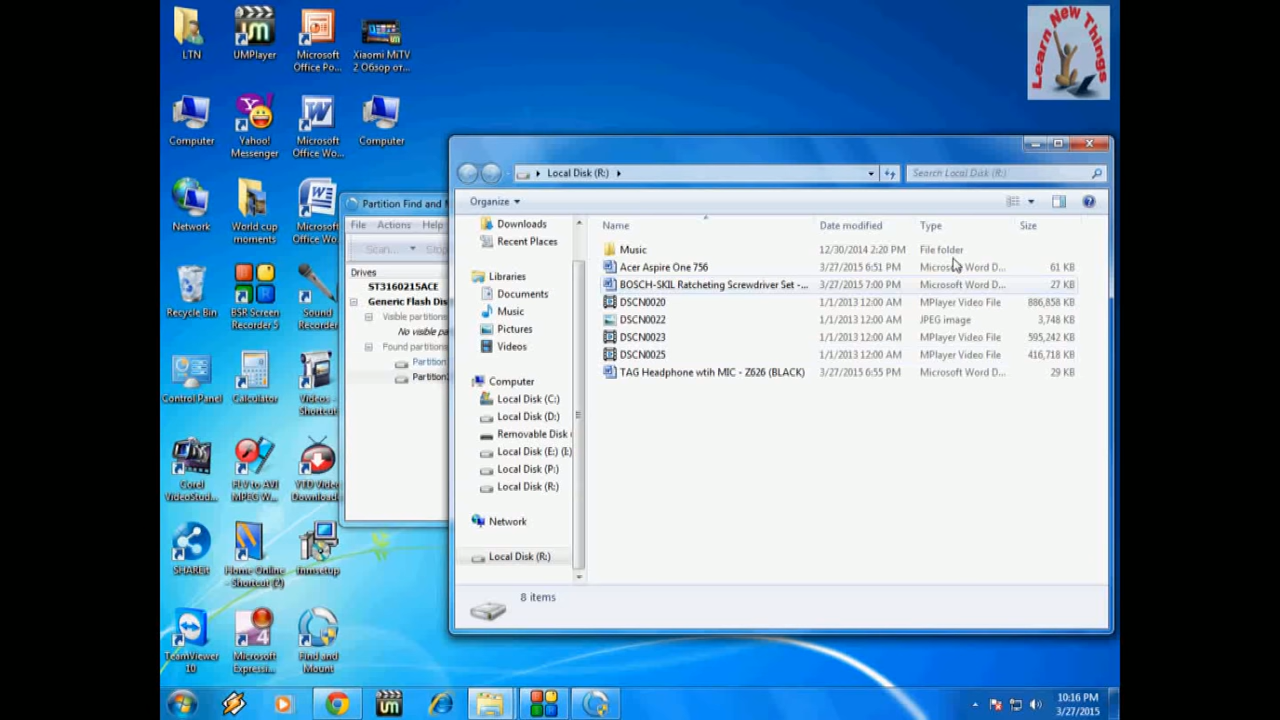 LTN
UMPlayer
Microsoft
Office Po...
Xiaomi MiTV
2 Обзор от...
Learn New Things
Computer
Yahoo!
Messenger
Microsoft
Office Wo...
Computer
Network
World cup
moments
Microsoft
Office Wo...
Recycle Bin
BSR Screen
Recorder 5
Sound
Recorder
Control Panel
Calculator
Videos -
Shortcut
Corel
VideoStud...
FLV to AVI
MPEG W...
YTD Video
Download...
SHAREit
Home Online
- Shortcut (2)
TeamViewer
10
Microsoft
Expressi...
Find and
Mount
Partition Find and
File Actions Help
Scan...
Drives
ST3160215ACE
Generic Flash Dis
Visible partitions
No visible pa
Found partitions
Partition
Partition
Local Disk (R:)
Search Local Disk (R:)
Organize
Downloads
Recent Places
Libraries
Documents
Music
Pictures
Videos
Computer
Local Disk (C:)
Local Disk (D:)
Removable Disk
Local Disk (E:) (I:)
Local Disk (P:)
Local Disk (R:)
Network
Local Disk (R:)
Name Date modified Type Size
Music 12/30/2014 2:20 PM File folder
Acer Aspire One 756 3/27/2015 6:51 PM Microsoft Word D... 61 KB
BOSCH-SKIL Ratcheting Screwdriver Set -... 3/27/2015 7:00 PM Microsoft Word D... 27 KB
DSCN0020 1/1/2013 12:00 AM MPlayer Video File 886,858 KB
DSCN0022 1/1/2013 12:00 AM JPEG image 3,748 KB
DSCN0023 1/1/2013 12:00 AM MPlayer Video File 595,242 KB
DSCN0025 1/1/2013 12:00 AM MPlayer Video File 416,718 KB
TAG Headphone wtih MIC - Z626 (BLACK) 3/27/2015 6:55 PM Microsoft Word D... 29 KB
8 items
10:16 PM
3/27/2015